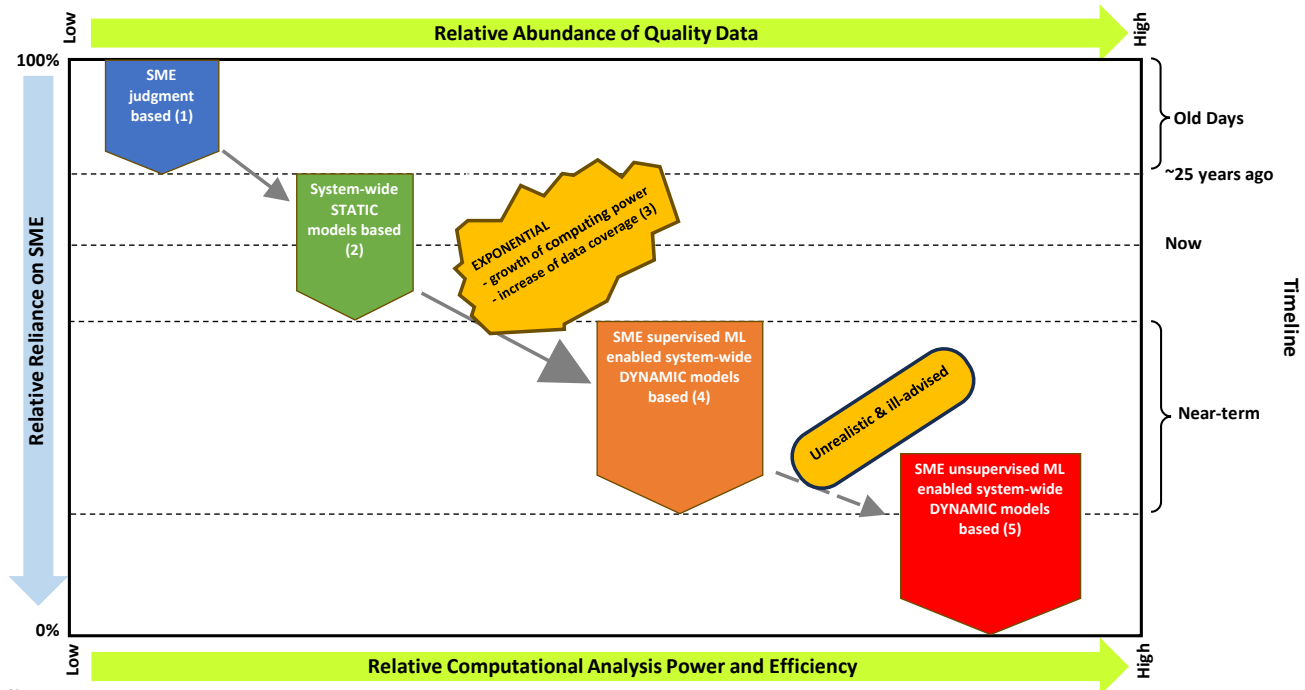 Low
Relative Abundance of Quality Data
High
100%
SME
judgment
based (1)
Old Days
~25 years ago
System-wide
STATIC
models based
(2)
EXPONENTIAL
- growth of computing power
- increase of data coverage (3)
Now
Relative Reliance on SME
Timeline
SME supervised ML
enabled system-wide
DYNAMIC models
based (4)
Unrealistic & ill-advised
Near-term
SME unsupervised ML
enabled system-wide
DYNAMIC models
based (5)
0%
Low
Relative Computational Analysis Power and Efficiency
High